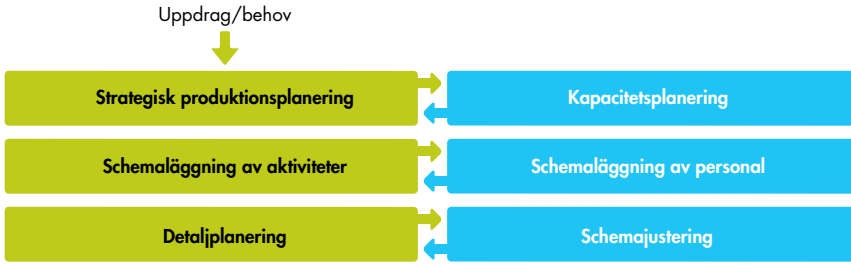 Uppdrag/behov
Strategisk produktionsplanering
Kapacitetsplanering
Schemaläggning av aktiviteter
Schemaläggning av personal
Detaljplanering
Schemajustering